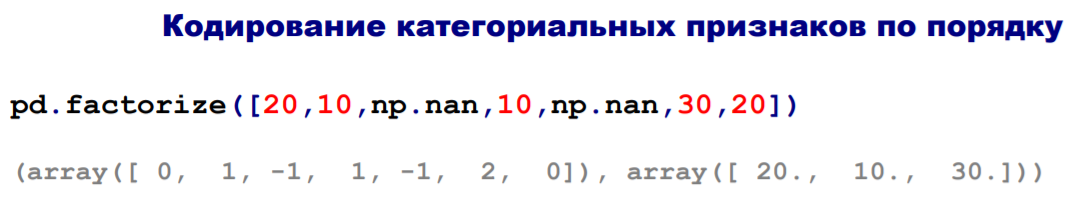 Кодирование категориальных признаков по порядку
pd.factorize([20,10,np.nan,10,np.nan,30,20])
(array([ 0,  1, -1,  1, -1,  2,  0]), array([ 20.,  10.,  30.]))